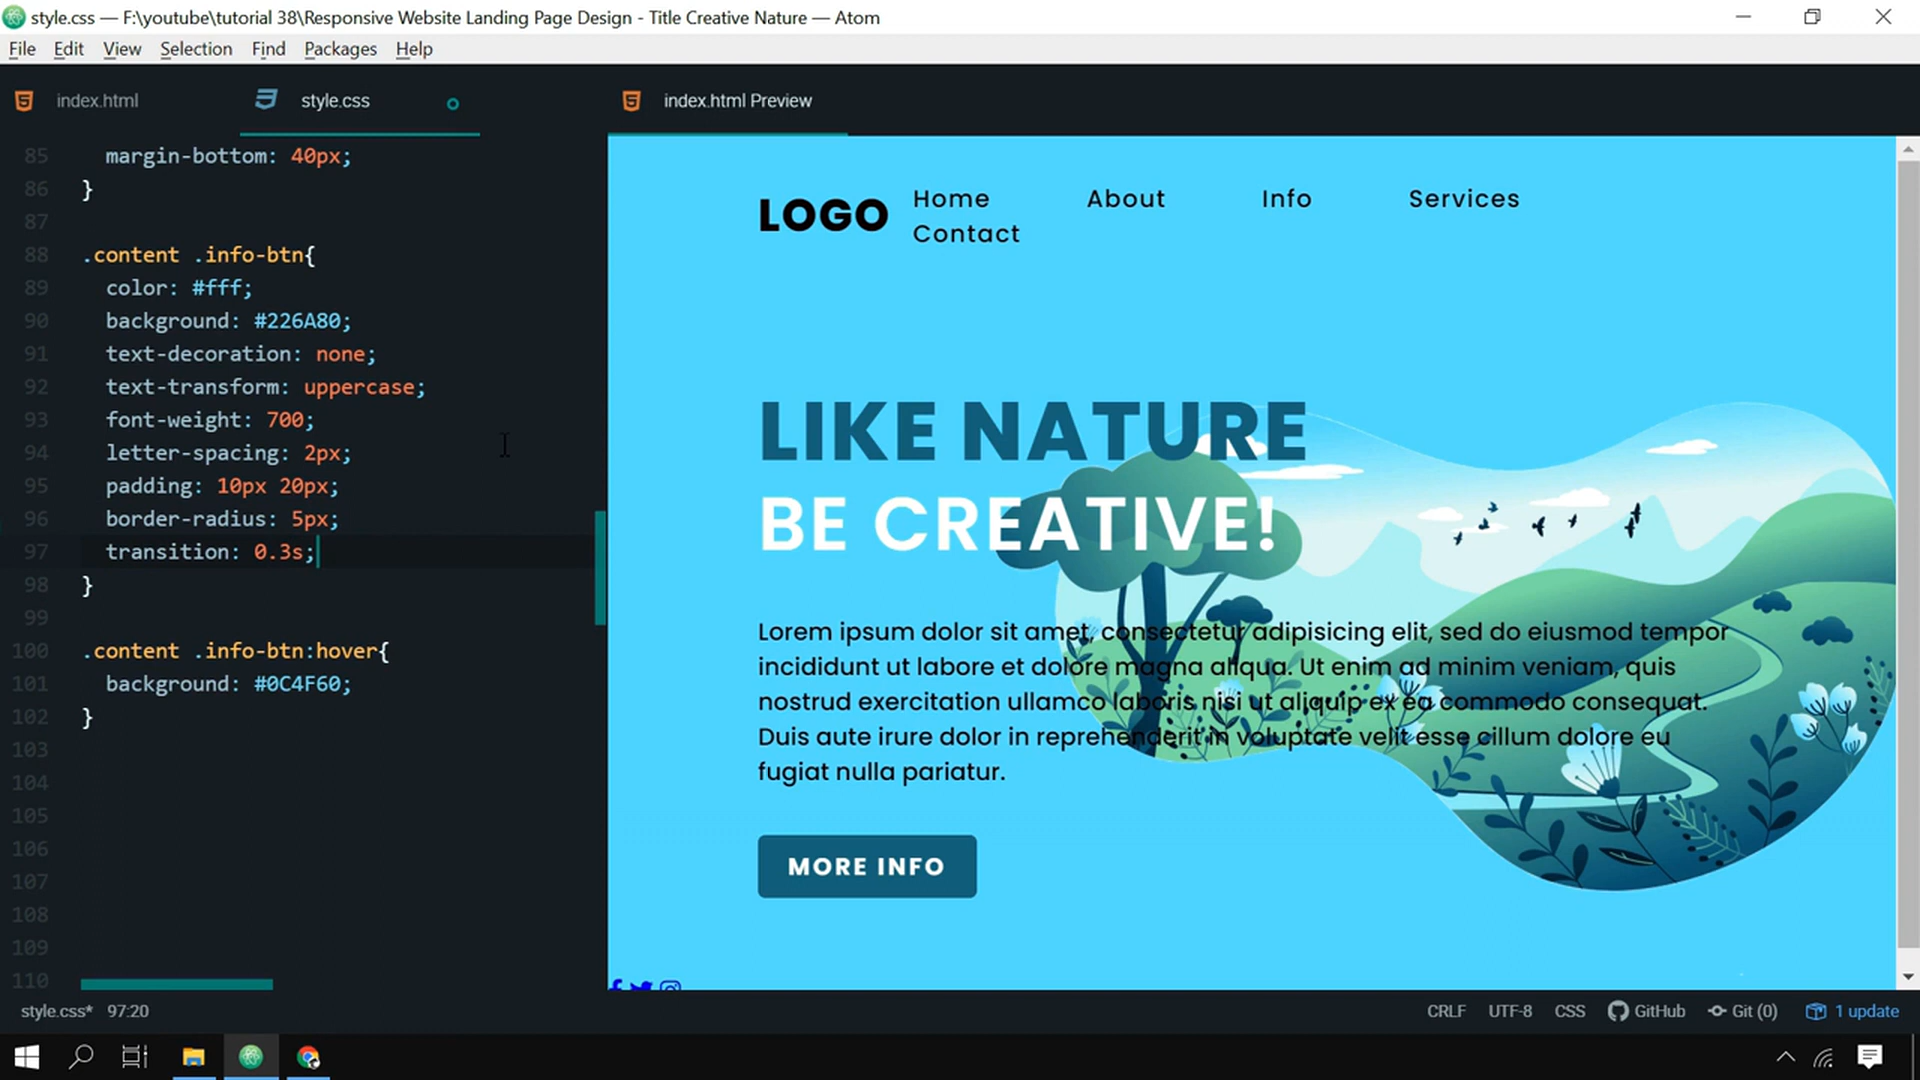 style.css — F:\youtube\tutorial 38\Responsive Website Landing Page Design - Title Creative Nature — Atom
File Edit View Selection Find Packages Help
index.html style.css index.html Preview
85 margin-bottom: 40px;
86 }
87
88 .content .info-btn{
89 color: #fff;
90 background: #226A80;
91 text-decoration: none;
92 text-transform: uppercase;
93 font-weight: 700;
94 letter-spacing: 2px;
95 padding: 10px 20px;
96 border-radius: 5px;
97 transition: 0.3s;
98 }
99
100 .content .info-btn:hover{
101 background: #0C4F60;
102 }
103
104
105
106
107
108
109
110
LOGO
Home About Info Services
Contact
LIKE NATURE
BE CREATIVE!
Lorem ipsum dolor sit amet, consectetur adipisicing elit, sed do eiusmod tempor
incididunt ut labore et dolore magna aliqua. Ut enim ad minim veniam, quis
nostrud exercitation ullamco laboris nisi ut aliquip ex ea commodo consequat.
Duis aute irure dolor in reprehenderit in voluptate velit esse cillum dolore eu
fugiat nulla pariatur.
MORE INFO
style.css* 97:20 CRLF UTF-8 CSS GitHub Git (0) 1 update